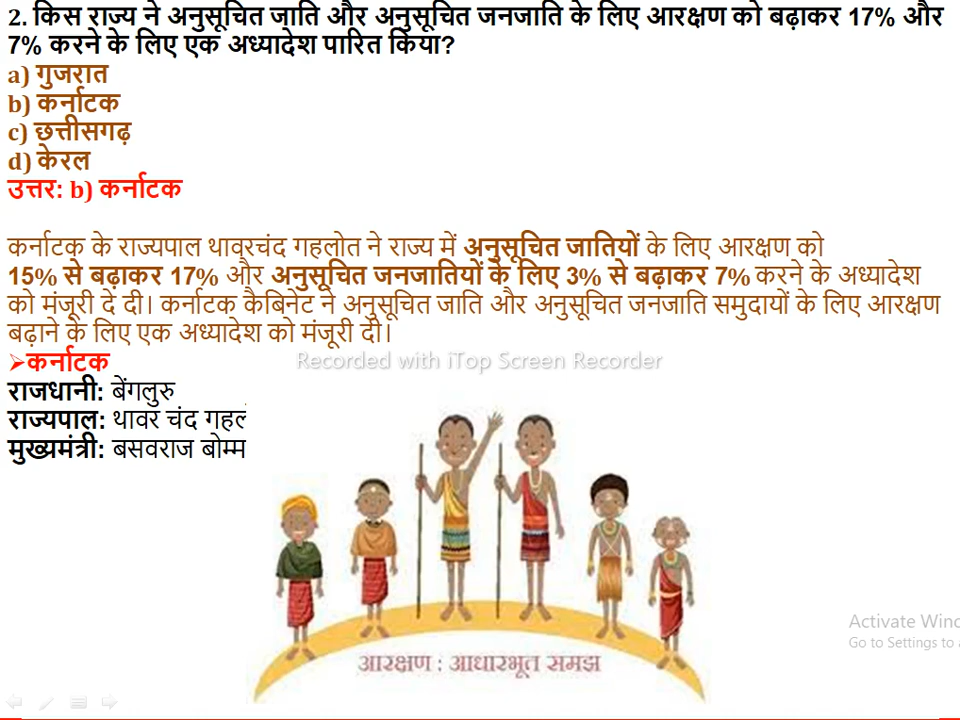 2. किस राज्य ने अनुसूचित जाति और अनुसूचित जनजाति के लिए आरक्षण को बढ़ाकर 17% और
7% करने के लिए एक अध्यादेश पारित किया?
a) गुजरात
b) कर्नाटक
c) छत्तीसगढ़
d) केरल
उत्तर: b) कर्नाटक
कर्नाटक के राज्यपाल थावरचंद गहलोत ने राज्य में अनुसूचित जातियों के लिए आरक्षण को
15% से बढ़ाकर 17% और अनुसूचित जनजातियों के लिए 3% से बढ़ाकर 7% करने के अध्यादेश
को मंजूरी दे दी। कर्नाटक कैबिनेट ने अनुसूचित जाति और अनुसूचित जनजाति समुदायों के लिए आरक्षण
बढ़ाने के लिए एक अध्यादेश को मंजूरी दी।
Recorded with iTop Screen Recorder
➢कर्नाटक
राजधानी: बेंगलुरु
राज्यपाल: थावर चंद
मुख्यमंत्री: बसवराज बोम्म
आरक्षण : आधारभूत समझ
Activate Winc
Go to Settings to